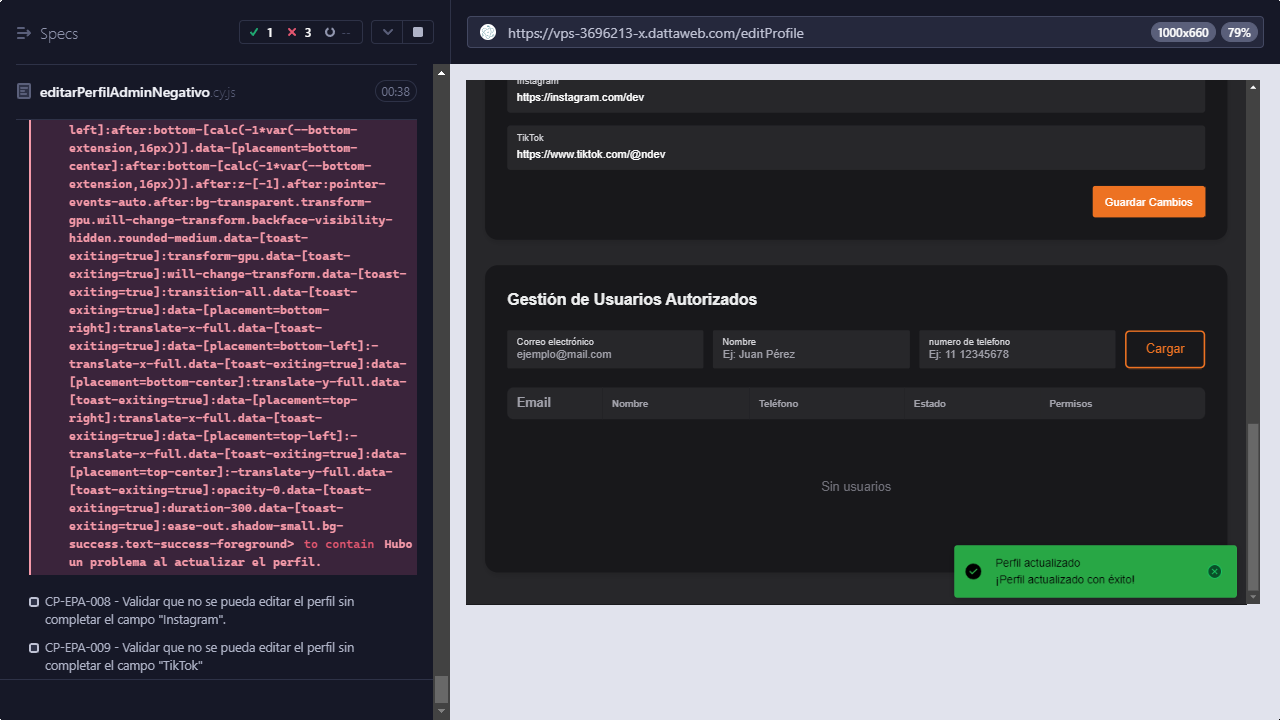 Specs
1
3
--
https://vps-3696213-x.dattaweb.com/editProfile
1000x660
79%
editarPerfilAdminNegativo.cy.js
00:38
left]:after:bottom-[calc(-1*var(--bottom-
extension,16px))].data-[placement=bottom-
center]:after:bottom-[calc(-1*var(--bottom-
extension,16px))].after:z-[-1].after:pointer-
events-auto.after:bg-transparent.transform-
gpu.will-change-transform.backface-visibility-
hidden.rounded-medium.data-[toast-
exiting=true]:transform-gpu.data-[toast-
exiting=true]:will-change-transform.data-[toast-
exiting=true]:transition-all.data-[toast-
exiting=true]:data-[placement=bottom-
right]:translate-x-full.data-[toast-
exiting=true]:data-[placement=bottom-left]:-
translate-x-full.data-[toast-exiting=true]:data-
[placement=bottom-center]:translate-y-full.data-
[toast-exiting=true]:data-[placement=top-
right]:translate-x-full.data-[toast-
exiting=true]:data-[placement=top-left]:-
translate-x-full.data-[toast-exiting=true]:data-
[placement=top-center]:-translate-y-full.data-
[toast-exiting=true]:opacity-0.data-[toast-
exiting=true]:duration-300.data-[toast-
exiting=true]:ease-out.shadow-small.bg-
success.text-success-foreground> to contain Hubo
un problema al actualizar el perfil.
CP-EPA-008 - Validar que no se pueda editar el perfil sin
completar el campo "Instagram".
CP-EPA-009 - Validar que no se pueda editar el perfil sin
completar el campo "TikTok"
Instagram
https://instagram.com/dev
TikTok
https://www.tiktok.com/@ndev
Guardar Cambios
Gestión de Usuarios Autorizados
Correo electrónico
ejemplo@mail.com
Nombre
Ej: Juan Pérez
numero de telefono
Ej: 11 12345678
Cargar
Email
Nombre
Teléfono
Estado
Permisos
Sin usuarios
Perfil actualizado
¡Perfil actualizado con éxito!